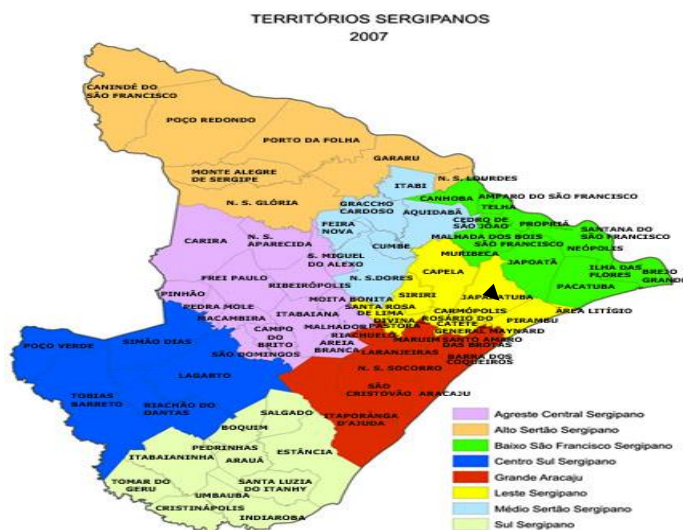 TERRITÓRIOS SERGIPANOS
2007
CANINDÉ DO
SÃO FRANCISCO
POÇO REDONDO
PORTO DA FOLHA
GARARU
MONTE ALEGRE
DE SERGIPE
N. S. LOURDES
ITABI
N. S. GLÓRIA
GRACCHO
CARDOSO
CANHOBA
AMPARO DO SÃO FRANCISCO
TELHA
AQUIDABÃ
FEIRA
NOVA
CEDRO DE
SÃO JOÃO
PROPRIÁ
CARIRA
N. S.
APARECIDA
CUMBE
MALHADA DOS BOIS
SANTANA DO
SÃO FRANCISCO
SÃO FRANCISCO
NEÓPOLIS
MURIBECA
S. MIGUEL
DO ALEXO
JAPOATÃ
ILHA DAS
FLORES
BREJO
GRANDE
FREI PAULO
RIBEIRÓPOLIS
N.S.DORES
CAPELA
PACATUBA
PINHÃO
MOITA BONITA
SIRIRI
JAPARATUBA
PEDRA MOLE
SANTA ROSA
DE LIMA
ÁREA LITÍGIO
MACAMBIRA
ITABAIANA
DIVINA
PASTORA
CARMÓPOLIS
ROSÁRIO DO
CATETE
PIRAMBU
POÇO VERDE
SIMÃO DIAS
CAMPO
DO
BRITO
MALHADOR
RIACHUELO
GENERAL MAYNARD
AREIA
BRANCA
MARUIM
SANTO AMARO
DAS BROTAS
SÃO DOMINGOS
LARANJEIRAS
BARRA DOS
COQUEIROS
LAGARTO
N. S. SOCORRO
TOBIAS
BARRETO
RIACHÃO DO
DANTAS
SÃO
CRISTOVÃO
ARACAJU
SALGADO
ITAPORANGA
D'AJUDA
BOQUIM
PEDRINHAS
ITABAIANINHA
ARAUÁ
ESTÂNCIA
TOMAR DO
GERU
SANTA LUZIA
DO ITANHY
UMBAUBA
CRISTINÁPOLIS
INDIAROBA
Agreste Central Sergipano
Alto Sertão Sergipano
Baixo São Francisco Sergipano
Centro Sul Sergipano
Grande Aracaju
Leste Sergipano
Médio Sertão Sergipano
Sul Sergipano